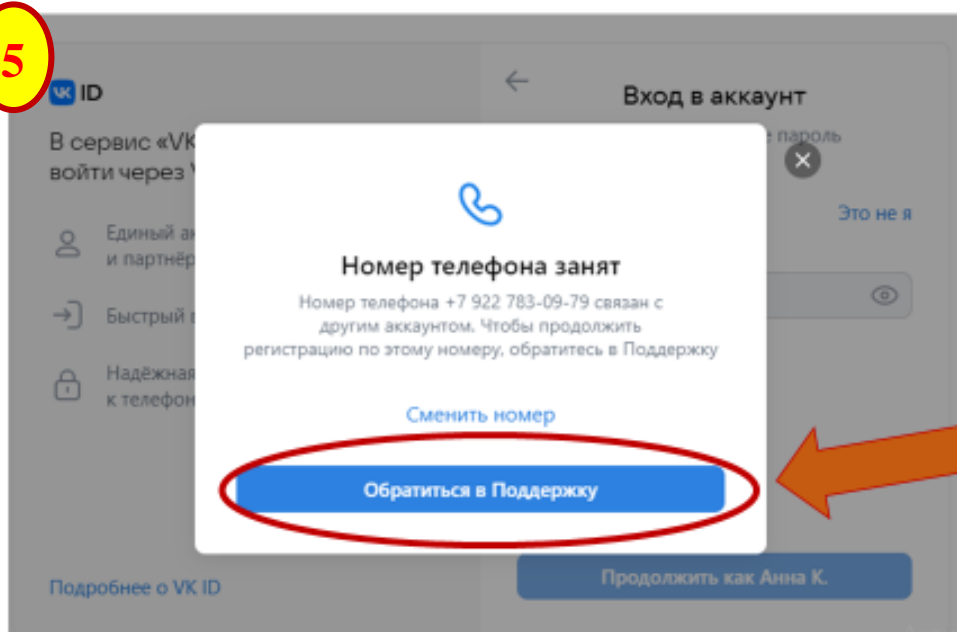 5
VK ID
В сервис «VK
войти через
Единый ак
и партнёр
Быстрый в
Надёжная
к телефон
Подробнее о VK ID
Вход в аккаунт
пароль
Это не я
Номер телефона занят
Номер телефона +7 922 783-09-79 связан с
другим аккаунтом. Чтобы продолжить
регистрацию по этому номеру, обратитесь в Поддержку
Сменить номер
Обратиться в Поддержку
Продолжить как Анна К.